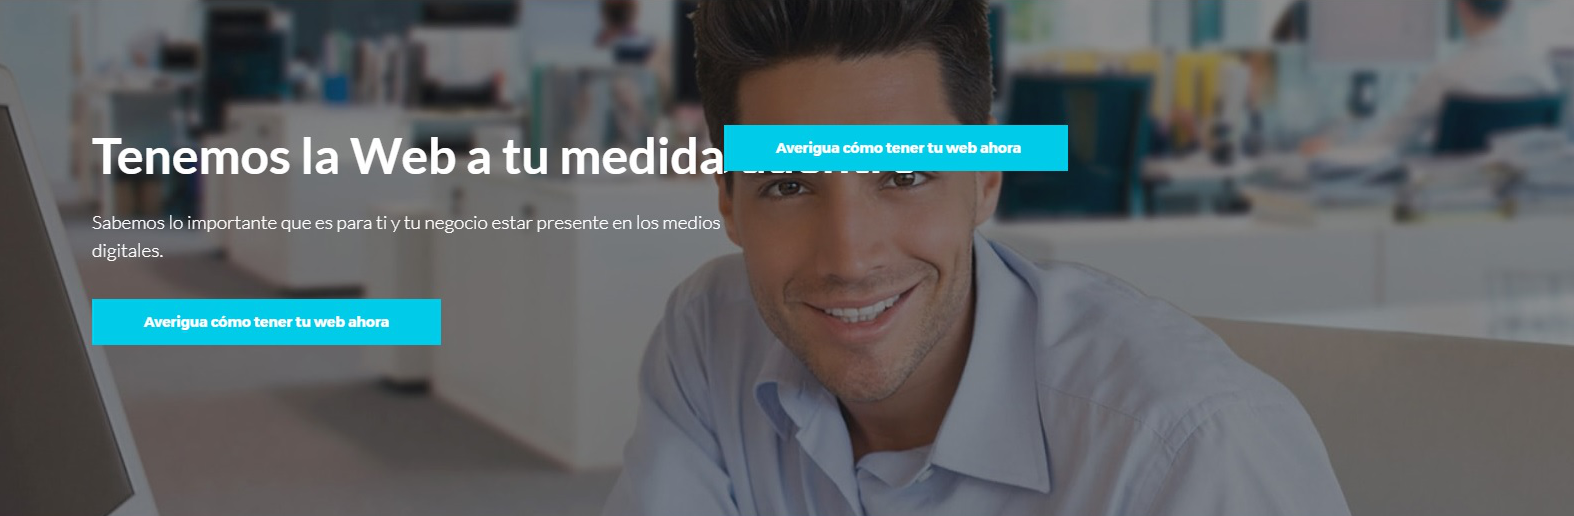 Tenemos la Web a tu medida
Averigua cómo tener tu web ahora
Sabemos lo importante que es para ti y tu negocio estar presente en los medios
digitales.
Averigua cómo tener tu web ahora